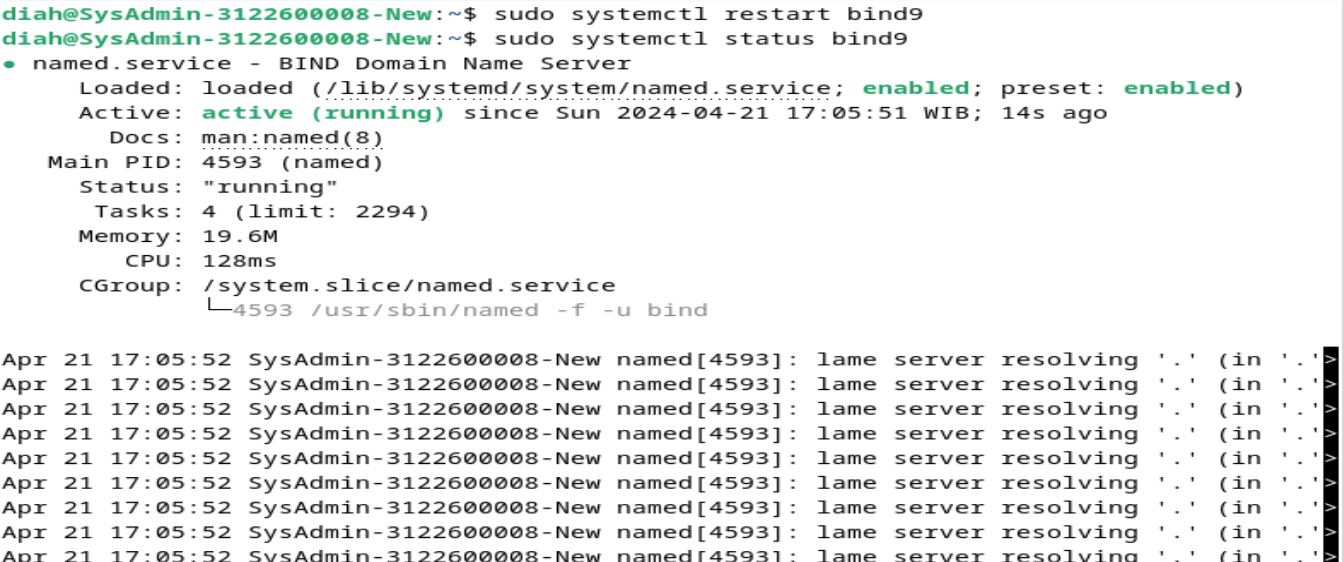 diah@SysAdmin-3122600008-New:~$ sudo systemctl restart bind9
diah@SysAdmin-3122600008-New:~$ sudo systemctl status bind9
● named.service - BIND Domain Name Server
     Loaded: loaded (/lib/systemd/system/named.service; enabled; preset: enabled)
     Active: active (running) since Sun 2024-04-21 17:05:51 WIB; 14s ago
       Docs: man:named(8)
   Main PID: 4593 (named)
     Status: "running"
      Tasks: 4 (limit: 2294)
     Memory: 19.6M
        CPU: 128ms
     CGroup: /system.slice/named.service
             └─4593 /usr/sbin/named -f -u bind

Apr 21 17:05:52 SysAdmin-3122600008-New named[4593]: lame server resolving '.' (in '.'>
Apr 21 17:05:52 SysAdmin-3122600008-New named[4593]: lame server resolving '.' (in '.'>
Apr 21 17:05:52 SysAdmin-3122600008-New named[4593]: lame server resolving '.' (in '.'>
Apr 21 17:05:52 SysAdmin-3122600008-New named[4593]: lame server resolving '.' (in '.'>
Apr 21 17:05:52 SysAdmin-3122600008-New named[4593]: lame server resolving '.' (in '.'>
Apr 21 17:05:52 SysAdmin-3122600008-New named[4593]: lame server resolving '.' (in '.'>
Apr 21 17:05:52 SysAdmin-3122600008-New named[4593]: lame server resolving '.' (in '.'>
Apr 21 17:05:52 SysAdmin-3122600008-New named[4593]: lame server resolving '.' (in '.'>
Apr 21 17:05:52 SysAdmin-3122600008-New named[4593]: lame server resolving '.' (in '.'>